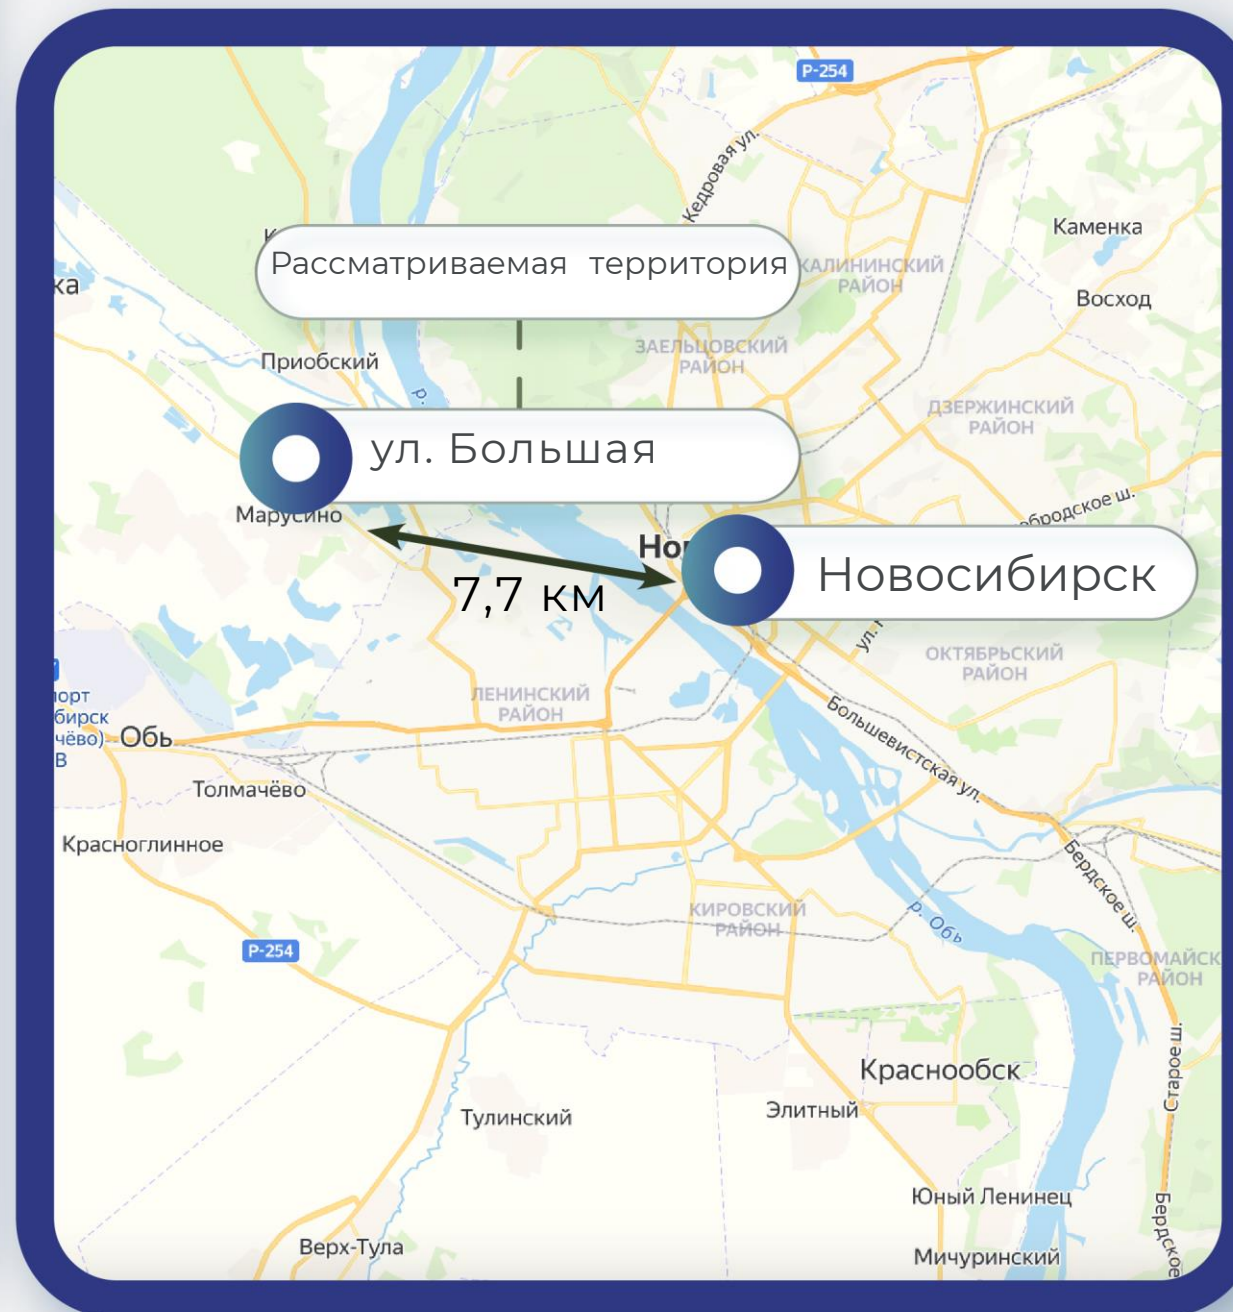 Р-254
Кедровая ул.
Каменка
Рассматриваемая территория
КАЛИНИНСКИЙ
РАЙОН
Восход
Приобский
ЗАЕЛЬЦОВСКИЙ
РАЙОН
р.
ДЗЕРЖИНСКИЙ
РАЙОН
ул. Большая
Марусино
7,7 км
Новосибирск
ОКТЯБРЬСКИЙ
РАЙОН
ЛЕНИНСКИЙ
РАЙОН
Обь
Толмачёво
Большевистская ул.
Красноглинное
Бердское ш.
КИРОВСКИЙ
РАЙОН
р. Обь
Р-254
ПЕРВОМАЙСК
РАЙОН
Краснообск
Старое ш.
Элитный
Тулинский
Юный Ленинец
Бердское
Верх-Тула
Мичуринский